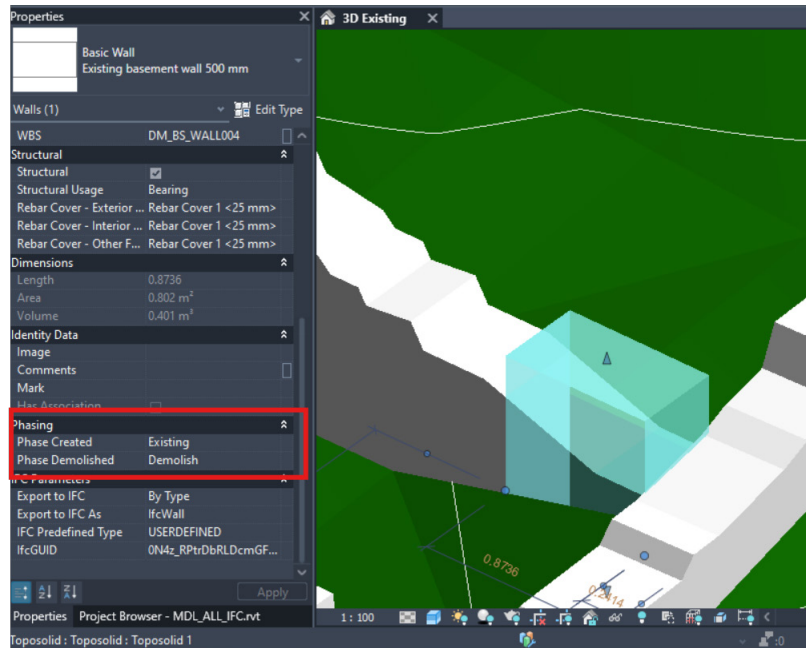 Properties
Basic Wall
Existing basement wall 500 mm
Walls (1)
Edit Type
WBS DM_BS_WALL004
Structural
Structural
Structural Usage Bearing
Rebar Cover - Exterior ... Rebar Cover 1 <25 mm>
Rebar Cover - Interior ... Rebar Cover 1 <25 mm>
Rebar Cover - Other F... Rebar Cover 1 <25 mm>
Dimensions
Length 0.8736
Area 0.802 m²
Volume 0.401 m³
Identity Data
Image
Comments
Mark
Has Association
Phasing
Phase Created Existing
Phase Demolished Demolish
IFC Parameters
Export to IFC By Type
Export to IFC As IfcWall
IFC Predefined Type USERDEFINED
IfcGUID 0N4z_RPtrDbRLDcmGF...
Apply
Properties Project Browser - MDL_ALL_IFC.rvt
Toposolid : Toposolid : Toposolid 1
3D Existing
0.8736
0.2414
1 : 100
:0